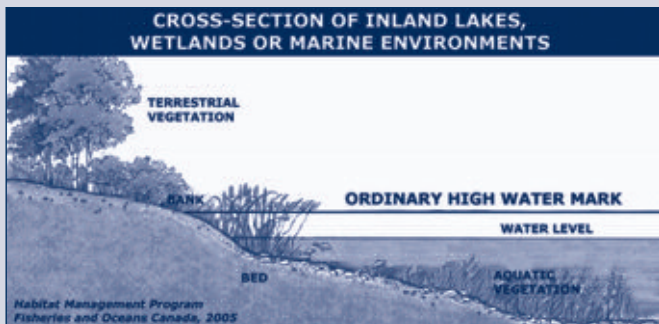 CROSS-SECTION OF INLAND LAKES,
WETLANDS OR MARINE ENVIRONMENTS
TERRESTRIAL
VEGETATION
BANK
ORDINARY HIGH WATER MARK
WATER LEVEL
BED
AQUATIC
VEGETATION
Habitat Management Program
Fisheries and Oceans Canada, 2005